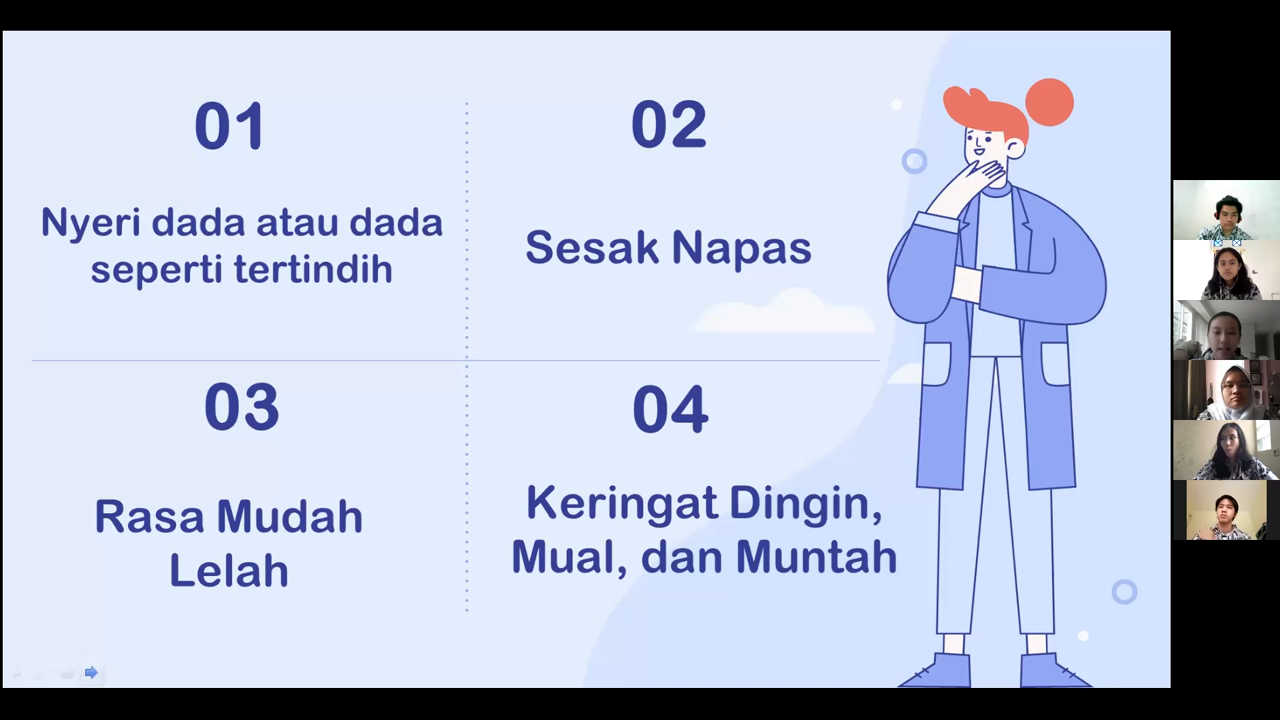 01
Nyeri dada atau dada
seperti tertindih
02
Sesak Napas
03
Rasa Mudah
Lelah
04
Keringat Dingin,
Mual, dan Muntah